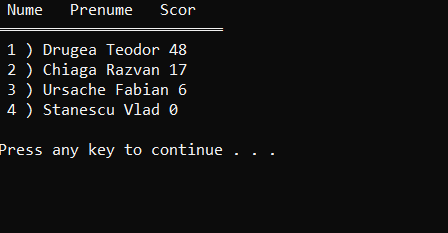 Nume Prenume Scor
1 ) Drugea Teodor 48
2 ) Chiaga Razvan 17
3 ) Ursache Fabian 6
4 ) Stanescu Vlad 0
Press any key to continue . . .